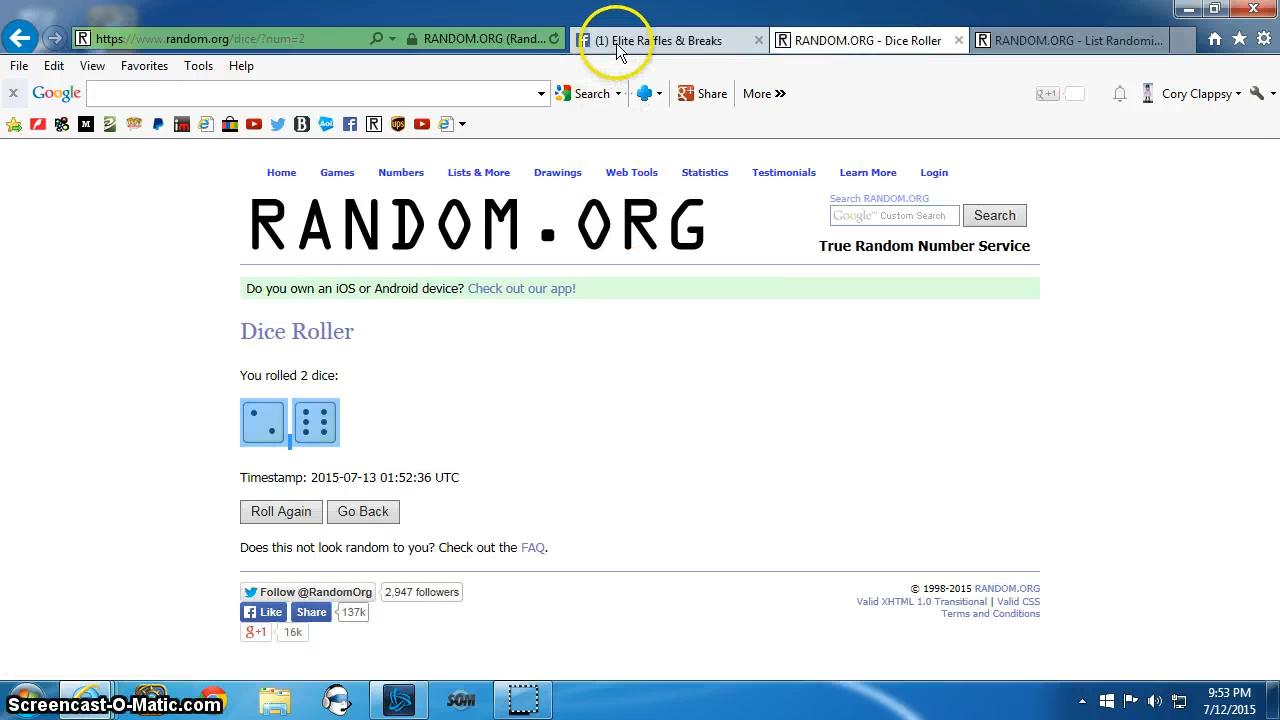 https://www.random.org/dice/?num=2
RANDOM.ORG (Rand...
(1) Elite Raffles & Breaks
RANDOM.ORG - Dice Roller
RANDOM.ORG - List Randomi...
File Edit View Favorites Tools Help
x Google Search Share More »
g+1
Cory Clappsy
Home Games Numbers Lists & More Drawings Web Tools Statistics Testimonials Learn More Login
Search RANDOM.ORG
RANDOM.ORG
Google™ Custom Search
Search
True Random Number Service
Do you own an iOS or Android device? Check out our app!
Dice Roller
You rolled 2 dice:
Timestamp: 2015-07-13 01:52:36 UTC
Roll Again Go Back
Does this not look random to you? Check out the FAQ.
Follow @RandomOrg 2,947 followers
Like Share 137k
g+1 16k
© 1998-2015 RANDOM.ORG
Valid XHTML 1.0 Transitional | Valid CSS
Terms and Conditions
Screencast-O-Matic.com
SOM
9:53 PM
7/12/2015